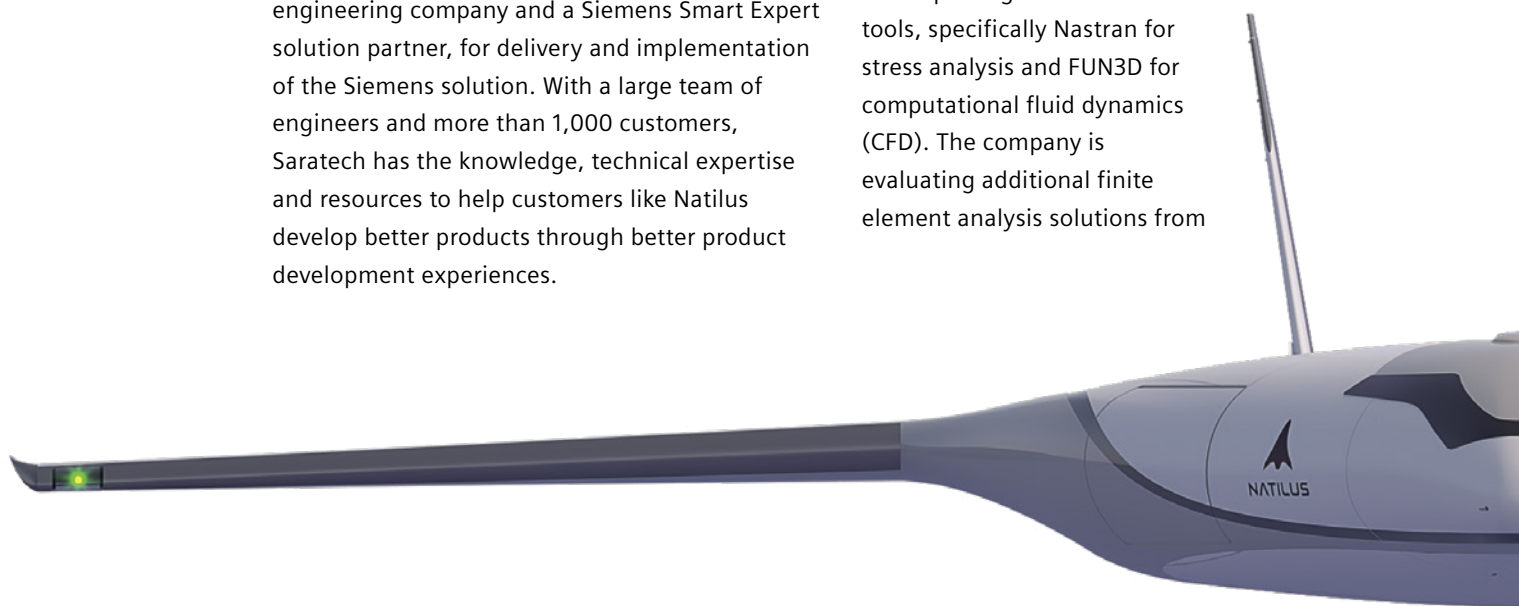 engineering company and a Siemens Smart Expert
solution partner, for delivery and implementation
of the Siemens solution. With a large team of
engineers and more than 1,000 customers,
Saratech has the knowledge, technical expertise
and resources to help customers like Natilus
develop better products through better product
development experiences.
tools, specifically Nastran for
stress analysis and FUN3D for
computational fluid dynamics
(CFD). The company is
evaluating additional finite
element analysis solutions from
NATILUS